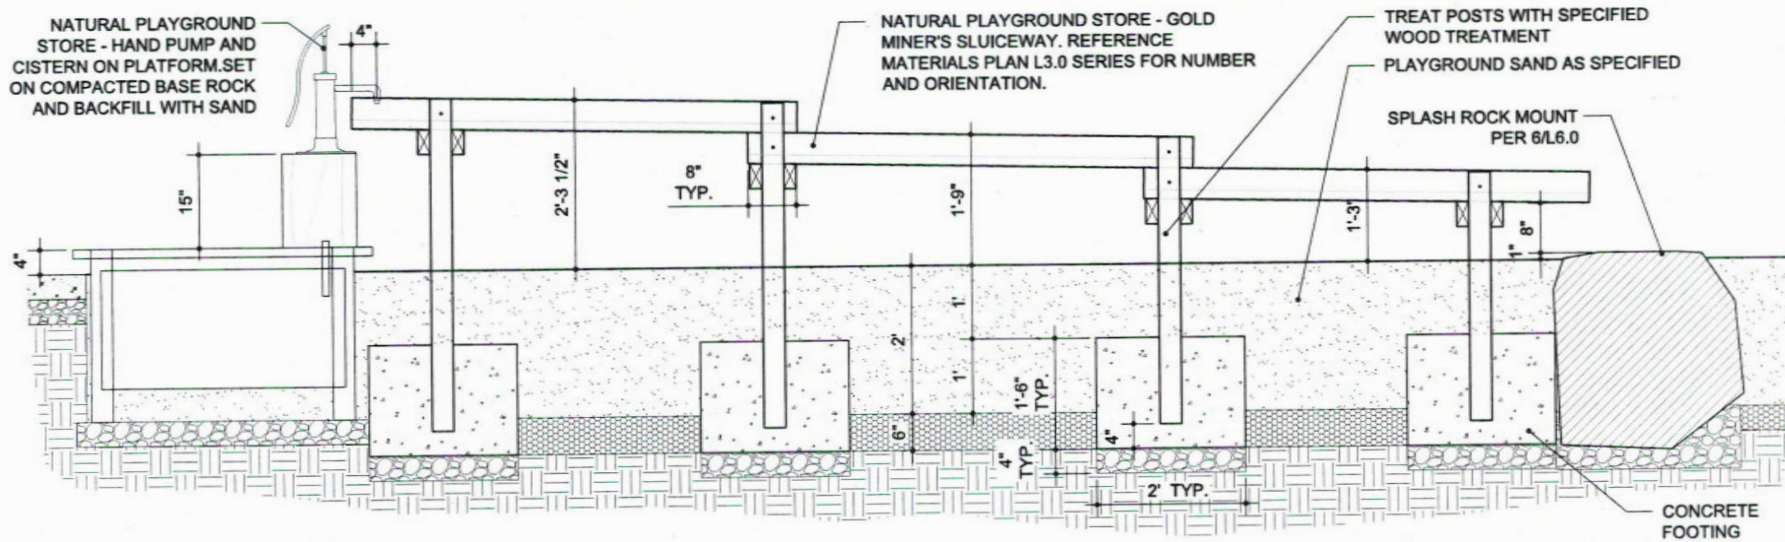 NATURAL PLAYGROUND
STORE - HAND PUMP AND
CISTERN ON PLATFORM.SET
ON COMPACTED BASE ROCK
AND BACKFILL WITH SAND
4"
NATURAL PLAYGROUND STORE - GOLD
MINER'S SLUICEWAY. REFERENCE
MATERIALS PLAN L3.0 SERIES FOR NUMBER
AND ORIENTATION.
TREAT POSTS WITH SPECIFIED
WOOD TREATMENT
PLAYGROUND SAND AS SPECIFIED
SPLASH ROCK MOUNT
PER 6/L6.0
15"
2'-3 1/2"
8"
TYP.
1'-9"
1'-3"
8"
1"
4"
2'
1'
1'
6"
1'-6"
TYP.
4"
4"
TYP.
2' TYP.
CONCRETE
FOOTING